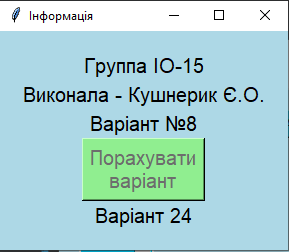 Інформація
Группа ІО-15
Виконала - Кушнерик Є.О.
Варіант №8
Порахувати
варіант
Варіант 24